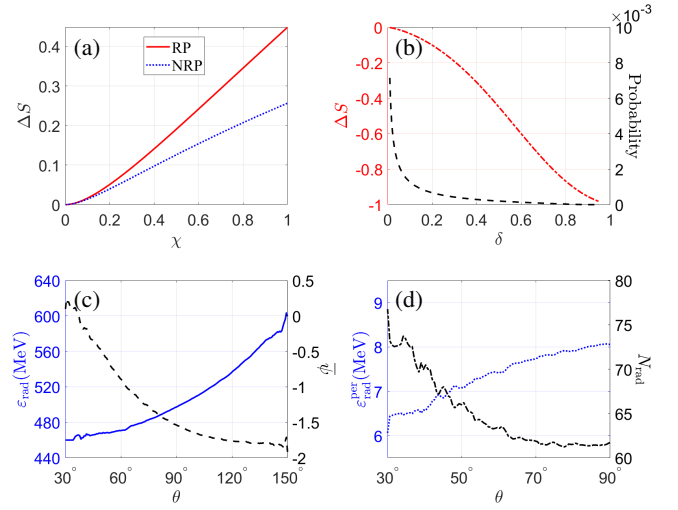 (a)
RP
NRP
ΔS
0.4
0.3
0.2
0.1
0
0 0.2 0.4 0.6 0.8 1
χ
×10⁻³
(b)
ΔS
0
-0.2
-0.4
-0.6
-0.8
-1
10
8
6
4
2
0
Probability
0 0.2 0.4 0.6 0.8 1
δ
(c)
ε_rad(MeV)
640
600
560
520
480
440
0.5
0
-0.5
-1
-1.5
-2
30° 60° 90° 120° 150°
θ
(d)
ε_rad^per(MeV)
9
8
7
6
80
75
70
65
60
N_rad
30° 50° 70° 90°
θ